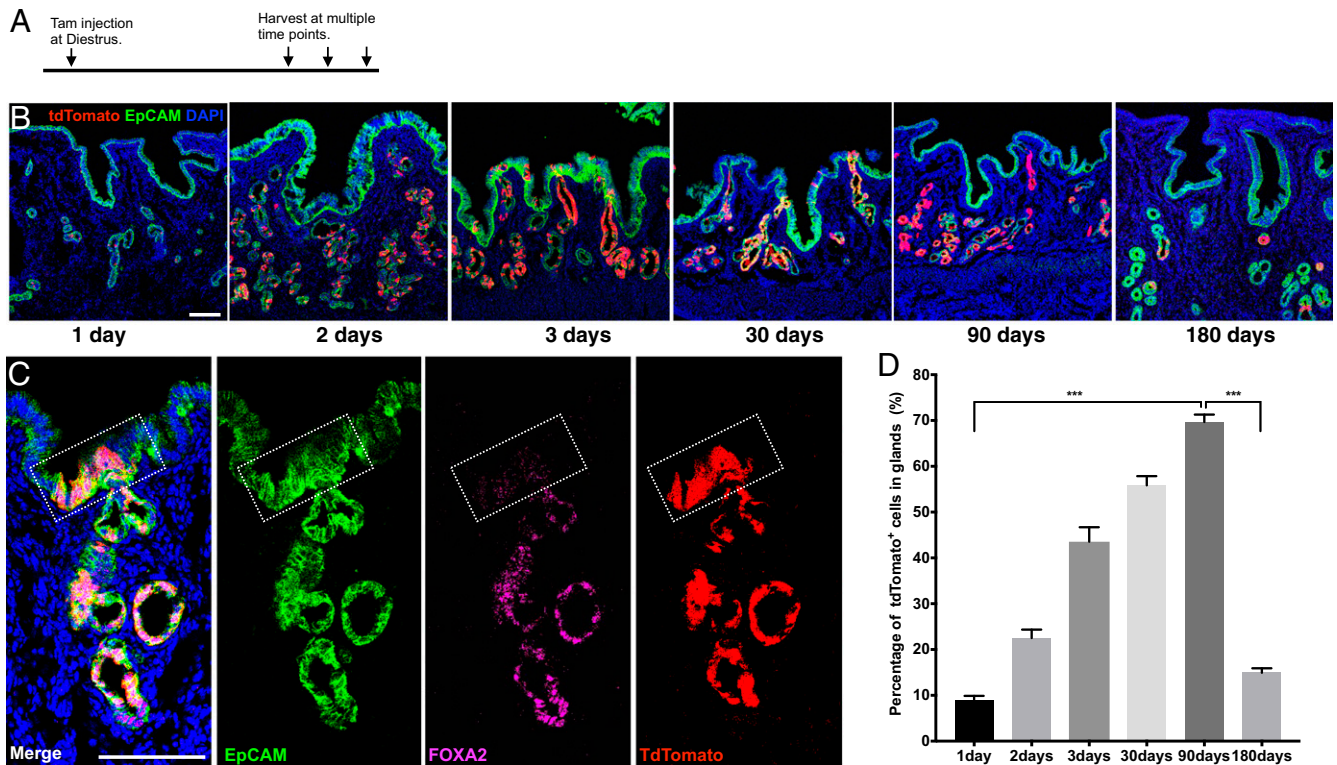 A
Tam injection
at Diestrus.
Harvest at multiple
time points.
B
tdTomato EpCAM DAPI
1 day
2 days
3 days
30 days
90 days
180 days
C
Merge
EpCAM
FOXA2
TdTomato
D
Percentage of tdTomato+ cells in glands (%)
80
70
60
50
40
30
20
10
0
***
***
1day
2days
3days
30days
90days
180days